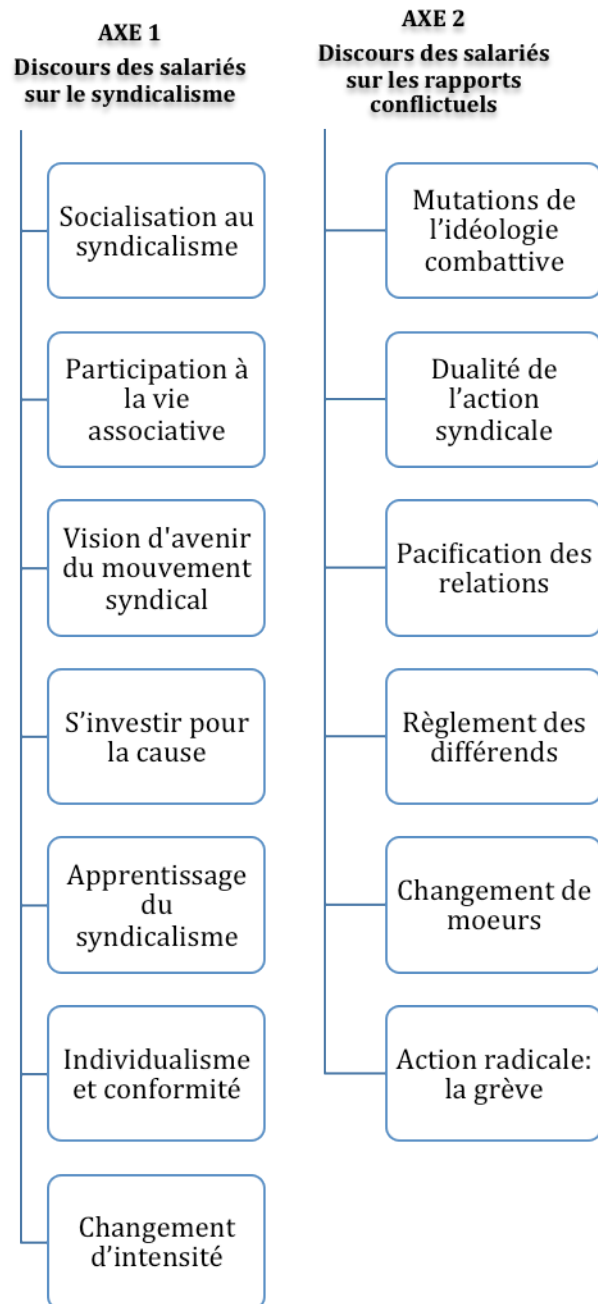 AXE 1
Discours des salariés
sur le syndicalisme
Socialisation au
syndicalisme
Participation à
la vie
associative
Vision d'avenir
du mouvement
syndical
S'investir pour
la cause
Apprentissage
du
syndicalisme
Individualisme
et conformité
Changement
d'intensité
AXE 2
Discours des salariés
sur les rapports
conflictuels
Mutations de
l'idéologie
combattive
Dualité de
l'action
syndicale
Pacification des
relations
Règlement des
différends
Changement de
moeurs
Action radicale:
la grève